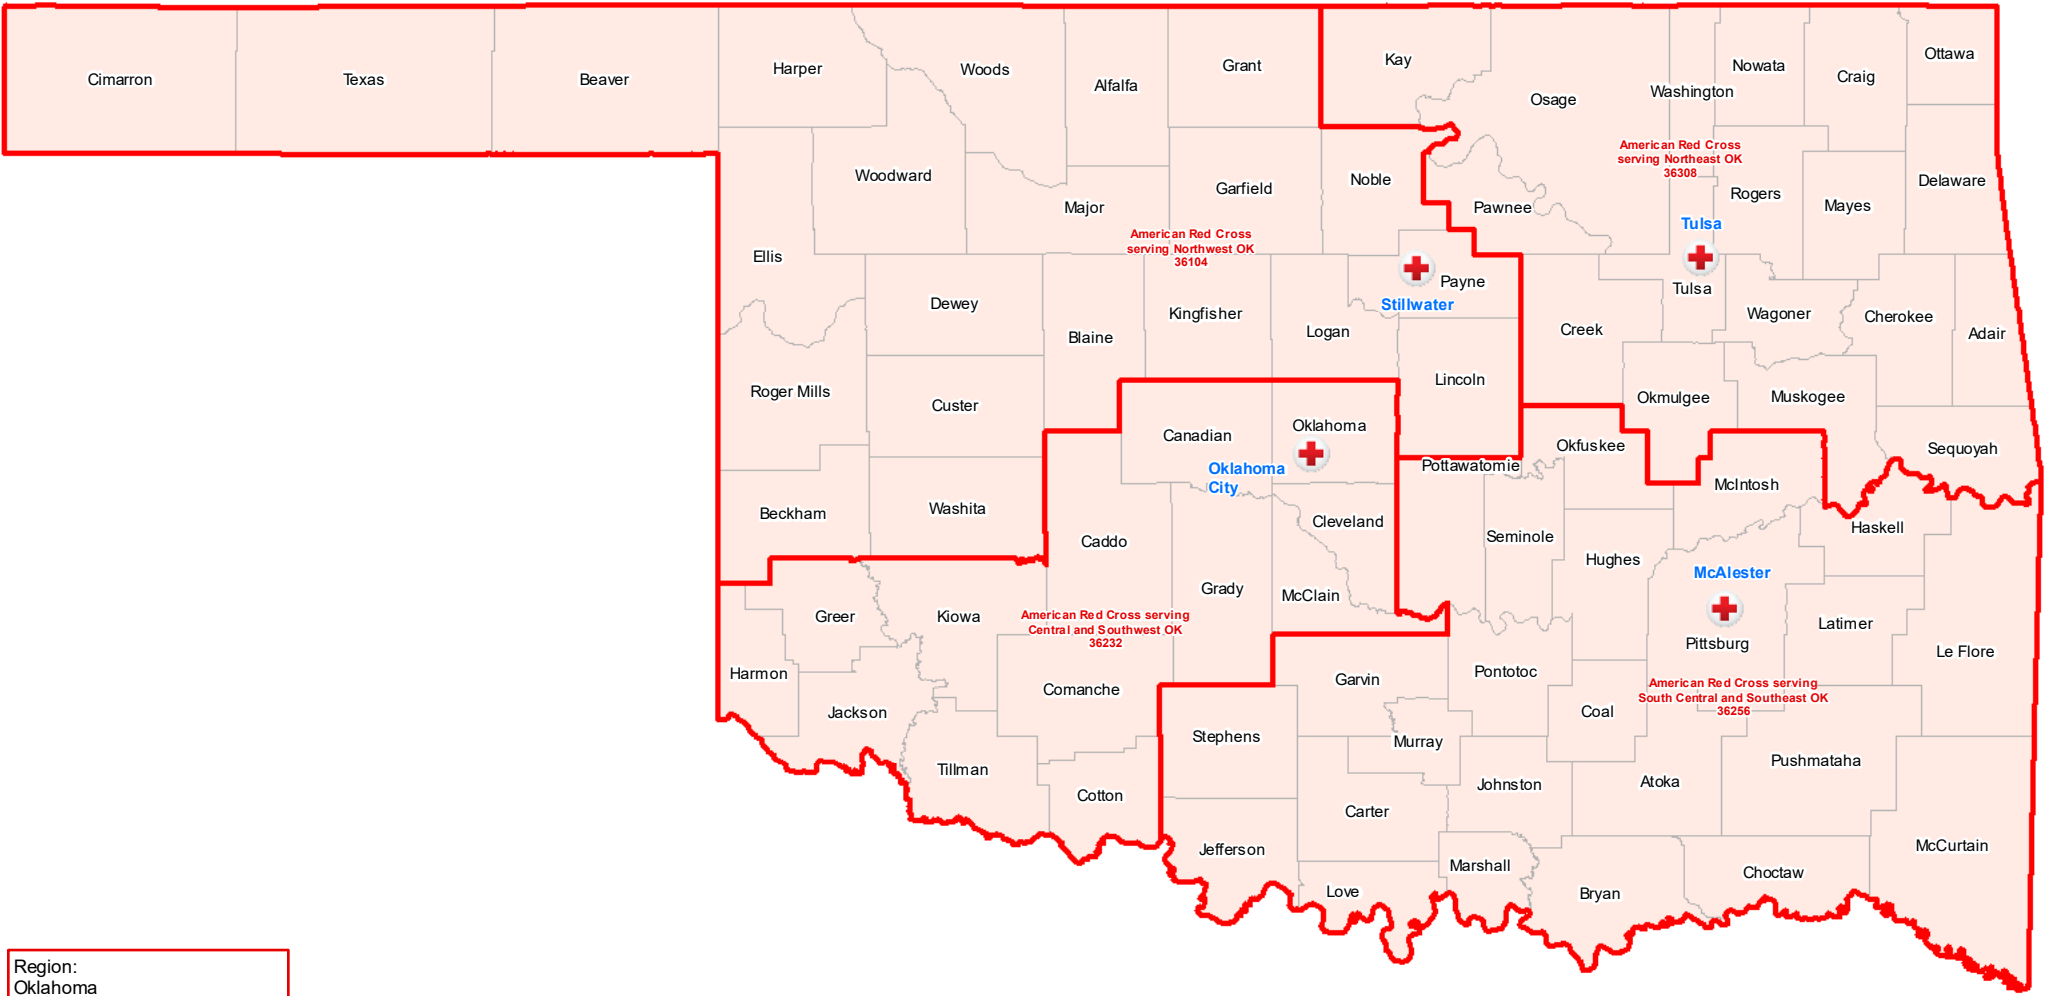 Cimarron
Texas
Beaver
Harper
Woods
Alfalfa
Grant
Kay
Osage
Washington
Nowata
Craig
Ottawa
Woodward
Major
Garfield
Noble
Pawnee
American Red Cross
serving Northeast OK
36308
Rogers
Mayes
Delaware
Tulsa
Tulsa
Ellis
American Red Cross
serving Northwest OK
36104
Payne
Stillwater
Dewey
Blaine
Kingfisher
Logan
Creek
Wagoner
Cherokee
Adair
Roger Mills
Custer
Lincoln
Okmulgee
Muskogee
Canadian
Oklahoma
Oklahoma
City
Okfuskee
Sequoyah
Pottawatomie
McIntosh
Beckham
Washita
Caddo
Cleveland
Seminole
Hughes
Haskell
McAlester
Grady
McClain
Greer
Kiowa
American Red Cross serving
Central and Southwest OK
36232
Pittsburg
Latimer
Le Flore
Harmon
Comanche
Garvin
Pontotoc
American Red Cross serving
South Central and Southeast OK
36256
Jackson
Stephens
Murray
Coal
Tillman
Cotton
Johnston
Atoka
Pushmataha
Carter
Jefferson
Marshall
McCurtain
Love
Bryan
Choctaw
Region:
Oklahoma